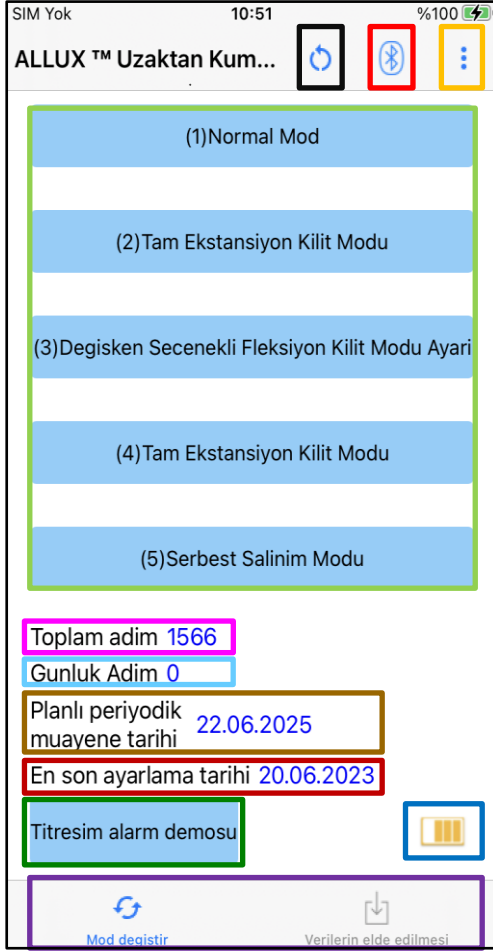 SIM Yok 10:51 %100
ALLUX ™ Uzaktan Kum...
(1)Normal Mod
(2)Tam Ekstansiyon Kilit Modu
(3)Degisken Secenekli Fleksiyon Kilit Modu Ayari
(4)Tam Ekstansiyon Kilit Modu
(5)Serbest Salinim Modu
Toplam adim 1566
Gunluk Adim 0
Planlı periyodik
muayene tarihi 22.06.2025
En son ayarlama tarihi 20.06.2023
Titresim alarm demosu
Mod degistir Verilerin elde edilmesi